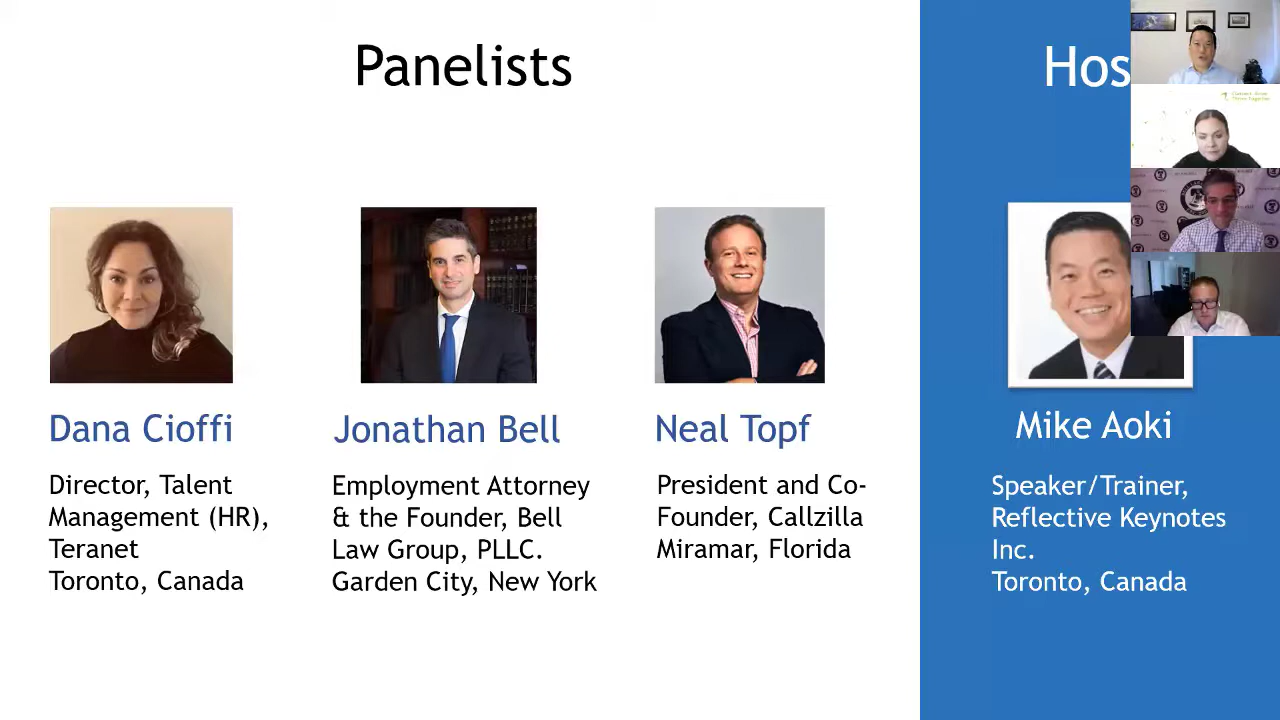 Panelists
Hos
Dana Cioffi
Director, Talent
Management (HR),
Teranet
Toronto, Canada
Jonathan Bell
Employment Attorney
& the Founder, Bell
Law Group, PLLC.
Garden City, New York
Neal Topf
President and Co-
Founder, Callzilla
Miramar, Florida
Mike Aoki
Speaker/Trainer,
Reflective Keynotes
Inc.
Toronto, Canada